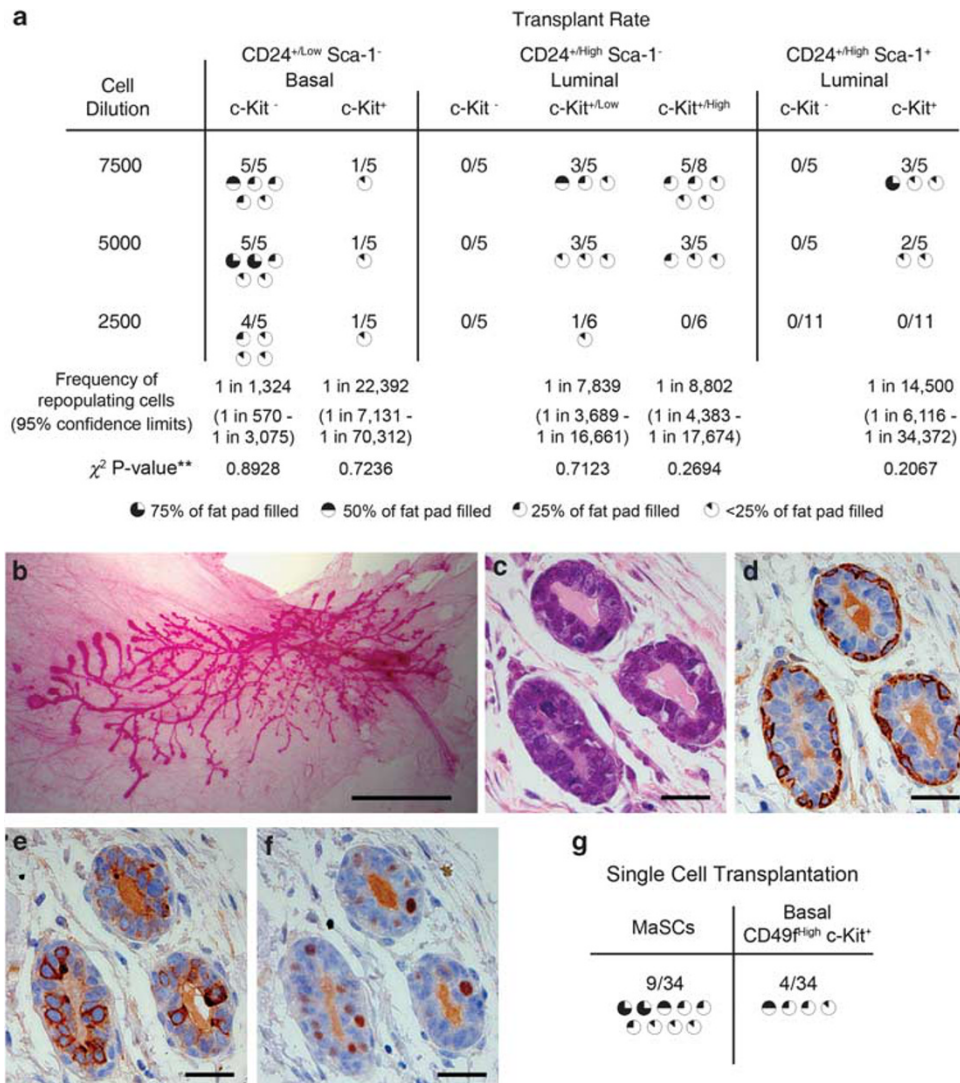 a
Transplant Rate
CD24+/Low Sca-1- CD24+/High Sca-1- CD24+/High Sca-1+
Cell Dilution Basal Luminal Luminal
c-Kit - c-Kit+ c-Kit - c-Kit+/Low c-Kit+/High c-Kit - c-Kit+
7500 5/5 1/5 0/5 3/5 5/8 0/5 3/5
5000 5/5 1/5 0/5 3/5 3/5 0/5 2/5
2500 4/5 1/5 0/5 1/6 0/6 0/11 0/11
Frequency of repopulating cells 1 in 1,324 1 in 22,392 1 in 7,839 1 in 8,802 1 in 14,500
(95% confidence limits) (1 in 570 - (1 in 7,131 - (1 in 3,689 - (1 in 4,383 - (1 in 6,116 -
1 in 3,075) 1 in 70,312) 1 in 16,661) 1 in 17,674) 1 in 34,372)
χ2 P-value** 0.8928 0.7236 0.7123 0.2694 0.2067
75% of fat pad filled 50% of fat pad filled 25% of fat pad filled <25% of fat pad filled
b
c
d
e
f
g
Single Cell Transplantation
MaSCs Basal
CD49fHigh c-Kit+
9/34 4/34